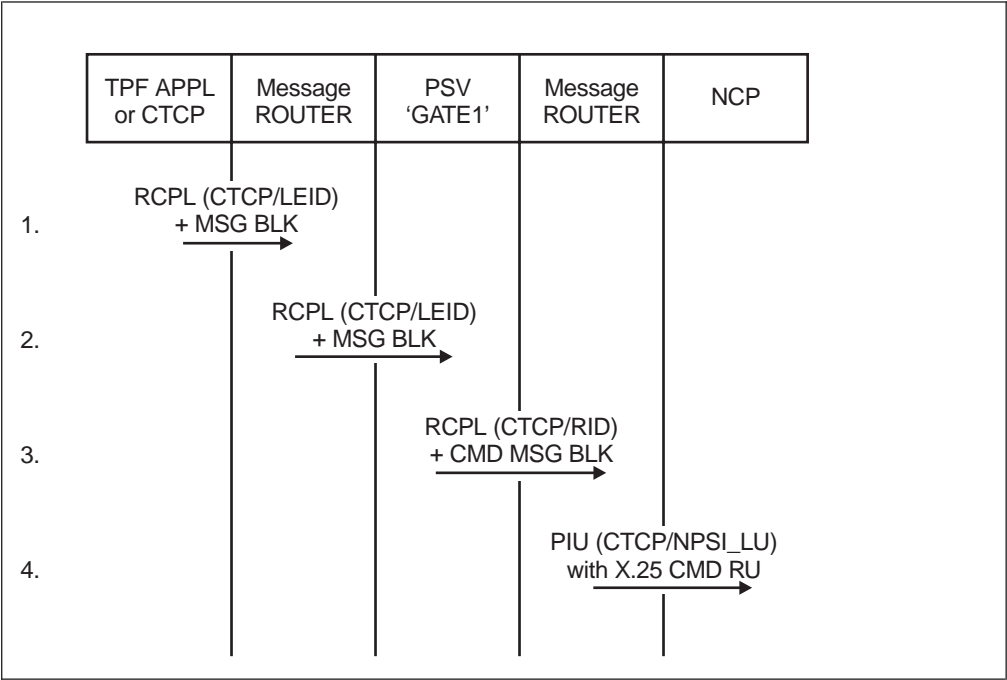 TPF APPL
or CTCP
Message
ROUTER
PSV
‘GATE1’
Message
ROUTER
NCP
1.
RCPL (CTCP/LEID)
+ MSG BLK
2.
RCPL (CTCP/LEID)
+ MSG BLK
3.
RCPL (CTCP/RID)
+ CMD MSG BLK
4.
PIU (CTCP/NPSI_LU)
with X.25 CMD RU